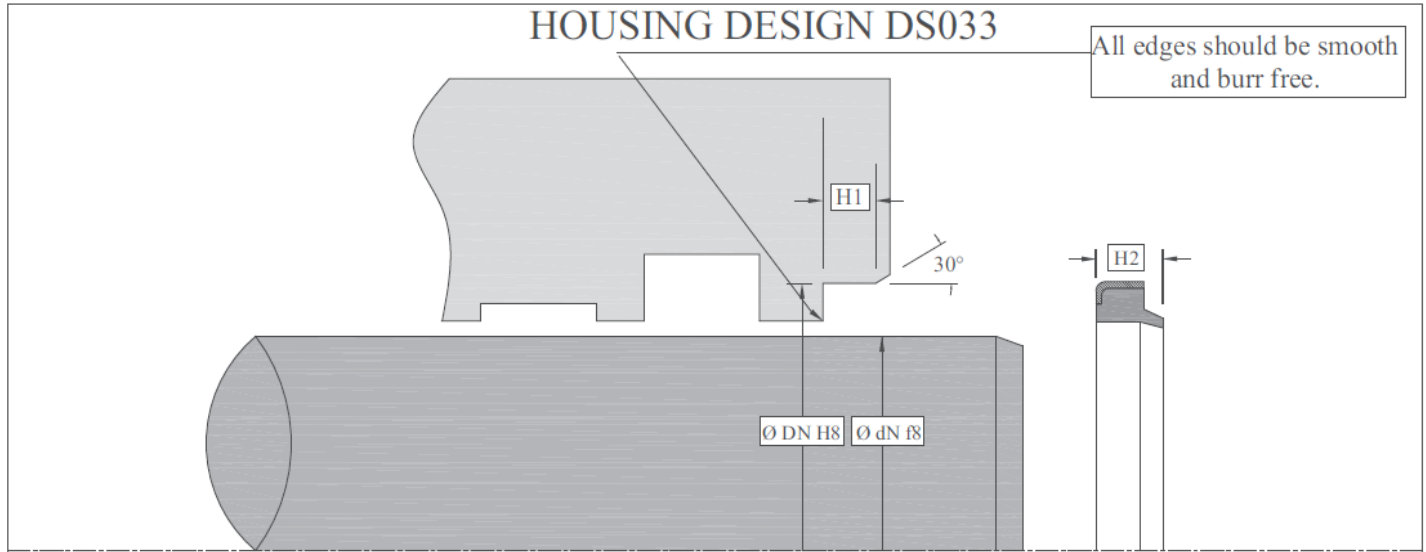 HOUSING DESIGN DS033
All edges should be smooth
and burr free.
H1
30°
H2
Ø DN H8
Ø dN f8